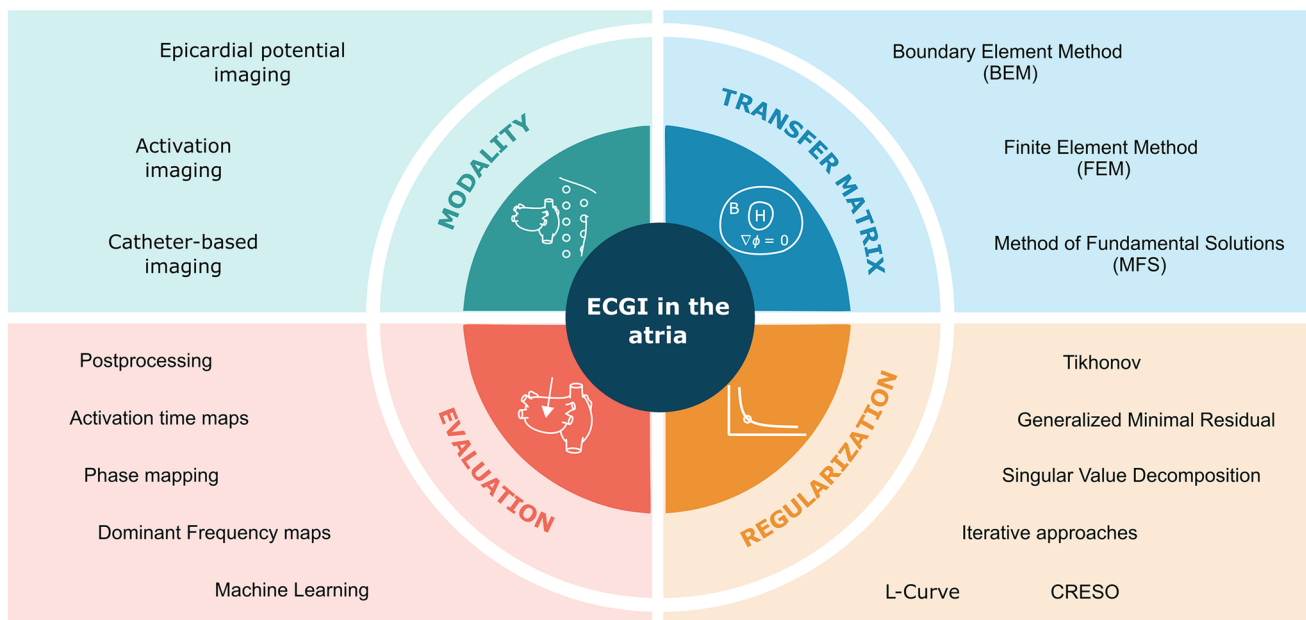 Epicardial potential
imaging
Activation
imaging
Catheter-based
imaging
MODALITY
TRANSFER MATRIX
Boundary Element Method
(BEM)
Finite Element Method
(FEM)
Method of Fundamental Solutions
(MFS)
B
H
∇ϕ = 0
ECGI in the
atria
Postprocessing
Activation time maps
Phase mapping
Dominant Frequency maps
Machine Learning
EVALUATION
REGULARIZATION
Tikhonov
Generalized Minimal Residual
Singular Value Decomposition
Iterative approaches
L-Curve
CRESO